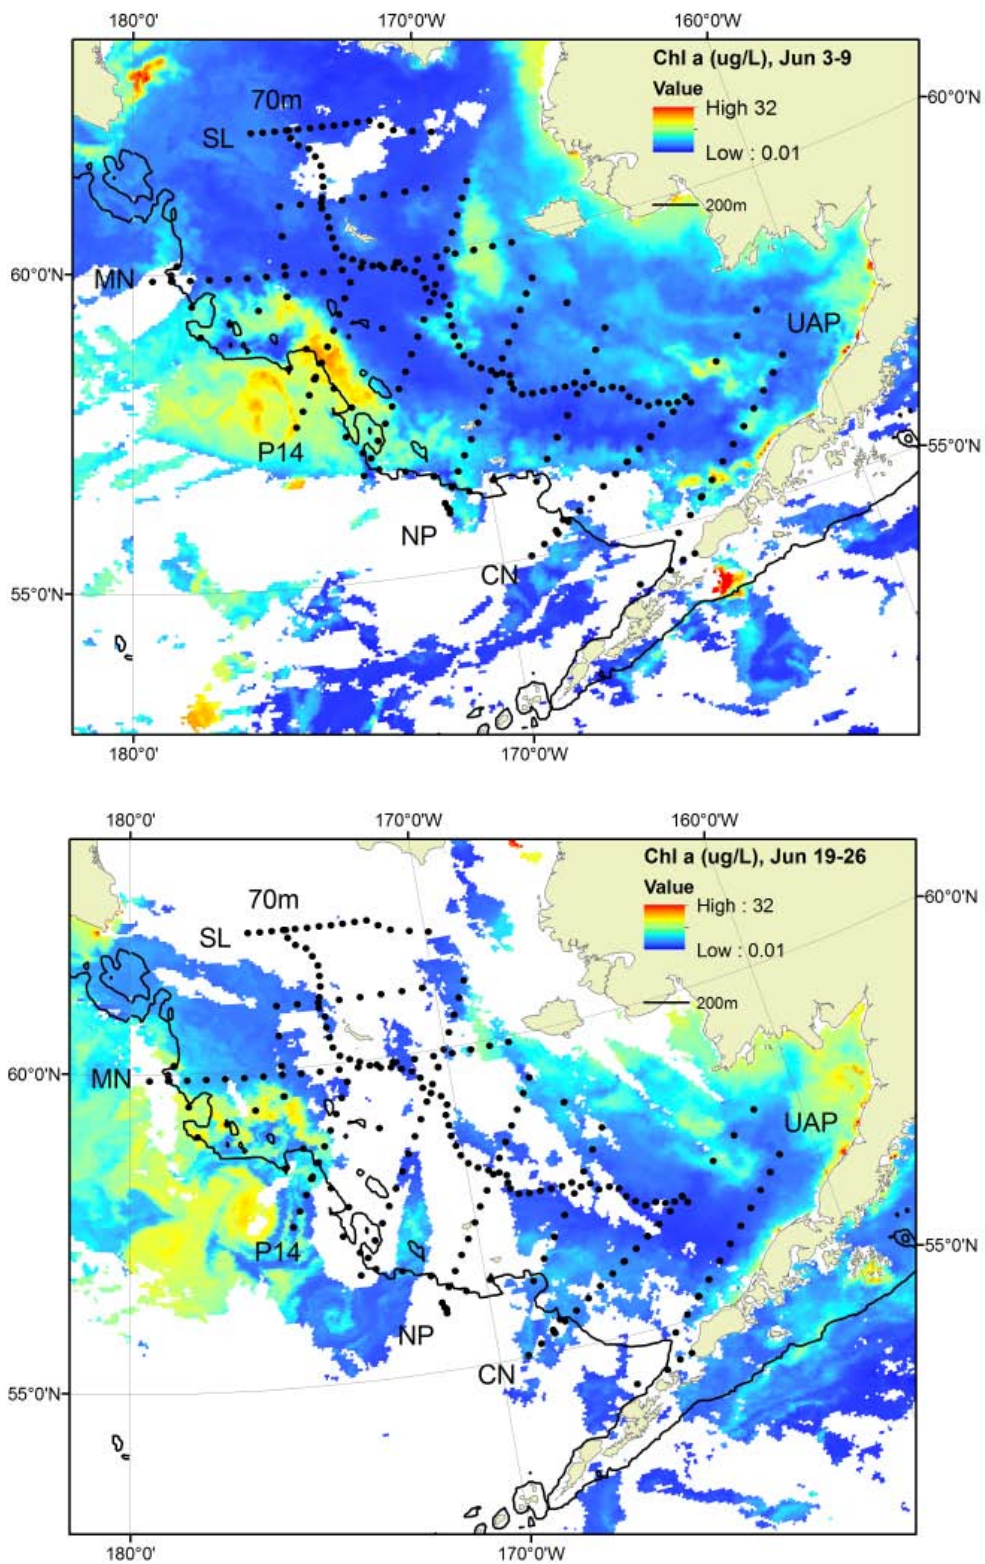 180°0' 170°0'W 160°0'W
Chl a (ug/L), Jun 3-9
Value
High 32
Low : 0.01
200m
60°0'N
70m
SL
60°0'N
MN
UAP
P14
55°0'N
NP
CN
55°0'N
180°0' 170°0'W
180°0' 170°0'W 160°0'W
Chl a (ug/L), Jun 19-26
Value
High : 32
Low : 0.01
200m
60°0'N
70m
SL
60°0'N
MN
UAP
P14
55°0'N
NP
CN
55°0'N
180°0' 170°0'W